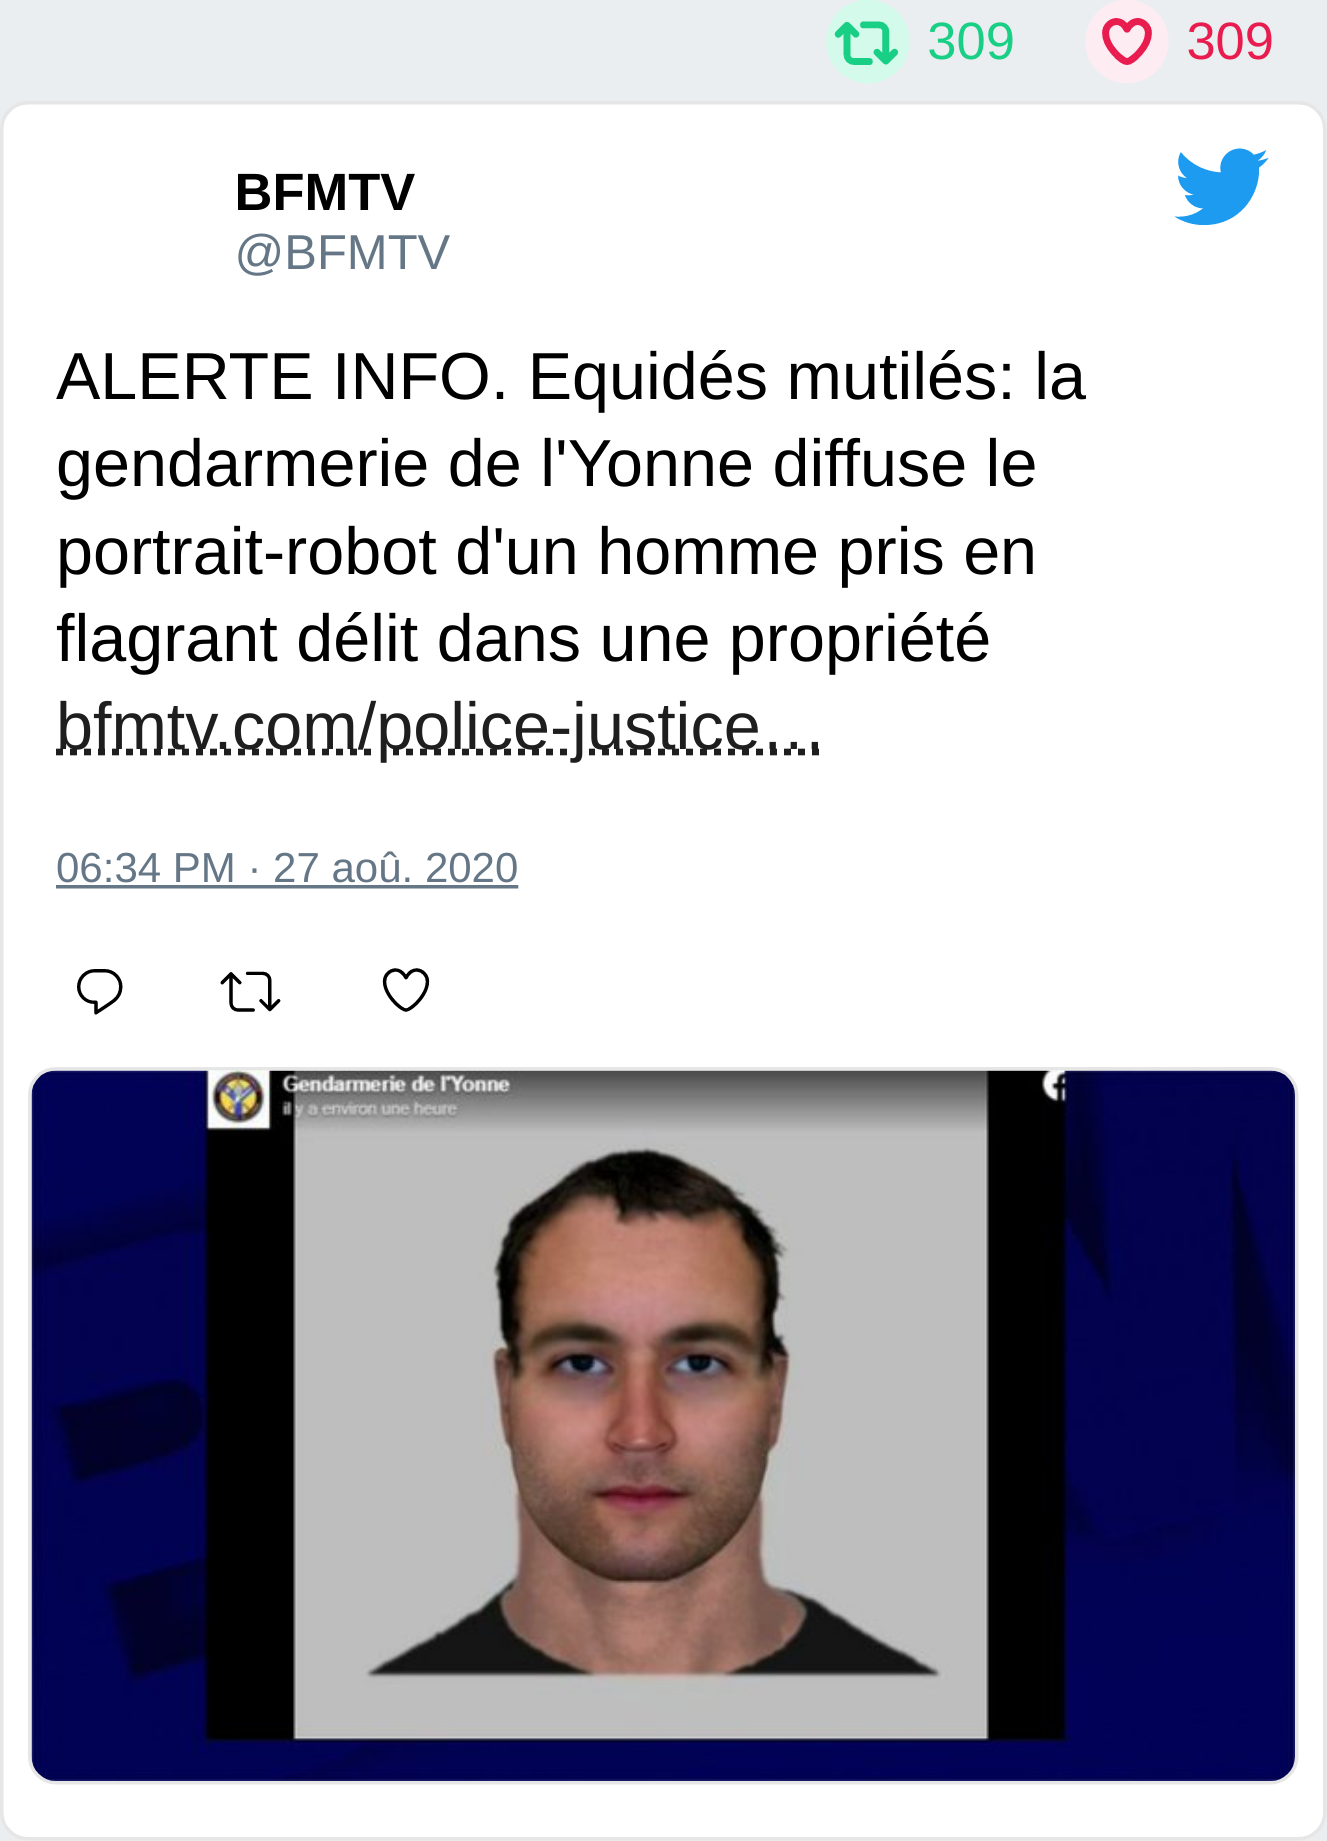 309 309
BFMTV
@BFMTV
ALERTE INFO. Equidés mutilés: la
gendarmerie de l'Yonne diffuse le
portrait-robot d'un homme pris en
flagrant délit dans une propriété
bfmtv.com/police-justice…
06:34 PM · 27 aoû. 2020
Gendarmerie de l'Yonne
il y a environ une heure